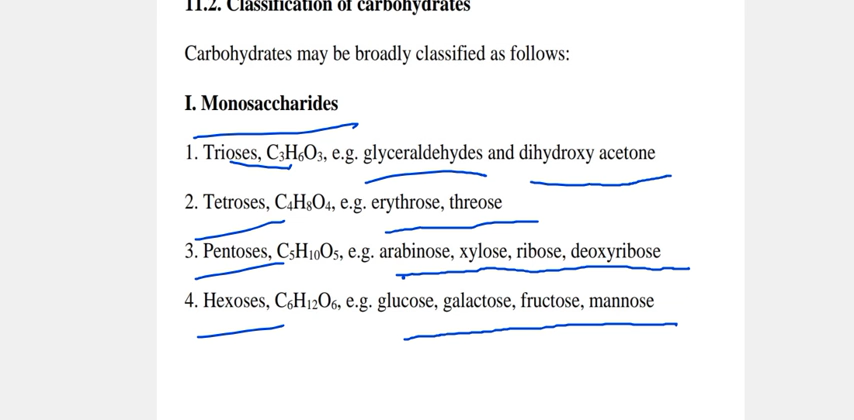 11.2. Classification of carbohydrates
Carbohydrates may be broadly classified as follows:
I. Monosaccharides
1. Trioses, C₃H₆O₃, e.g. glyceraldehydes and dihydroxy acetone
2. Tetroses, C₄H₈O₄, e.g. erythrose, threose
3. Pentoses, C₅H₁₀O₅, e.g. arabinose, xylose, ribose, deoxyribose
4. Hexoses, C₆H₁₂O₆, e.g. glucose, galactose, fructose, mannose